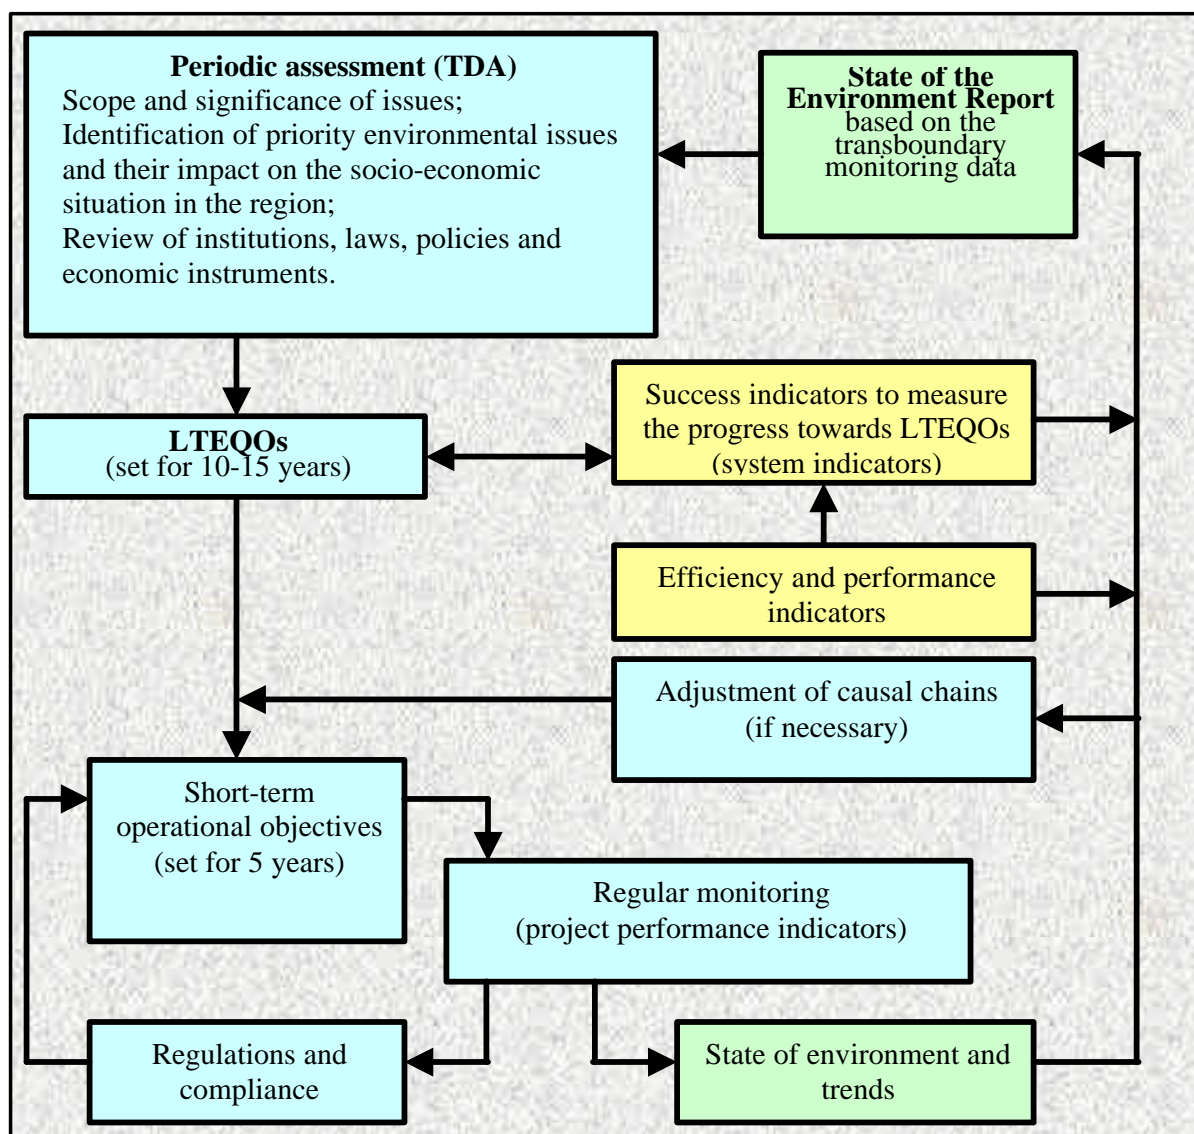 Periodic assessment (TDA)
Scope and significance of issues;
Identification of priority environmental issues
and their impact on the socio-economic
situation in the region;
Review of institutions, laws, policies and
economic instruments.
State of the
Environment Report
based on the
transboundary
monitoring data
LTEQOs
(set for 10-15 years)
Success indicators to measure
the progress towards LTEQOs
(system indicators)
Efficiency and performance
indicators
Adjustment of causal chains
(if necessary)
Short-term
operational objectives
(set for 5 years)
Regular monitoring
(project performance indicators)
Regulations and
compliance
State of environment and
trends